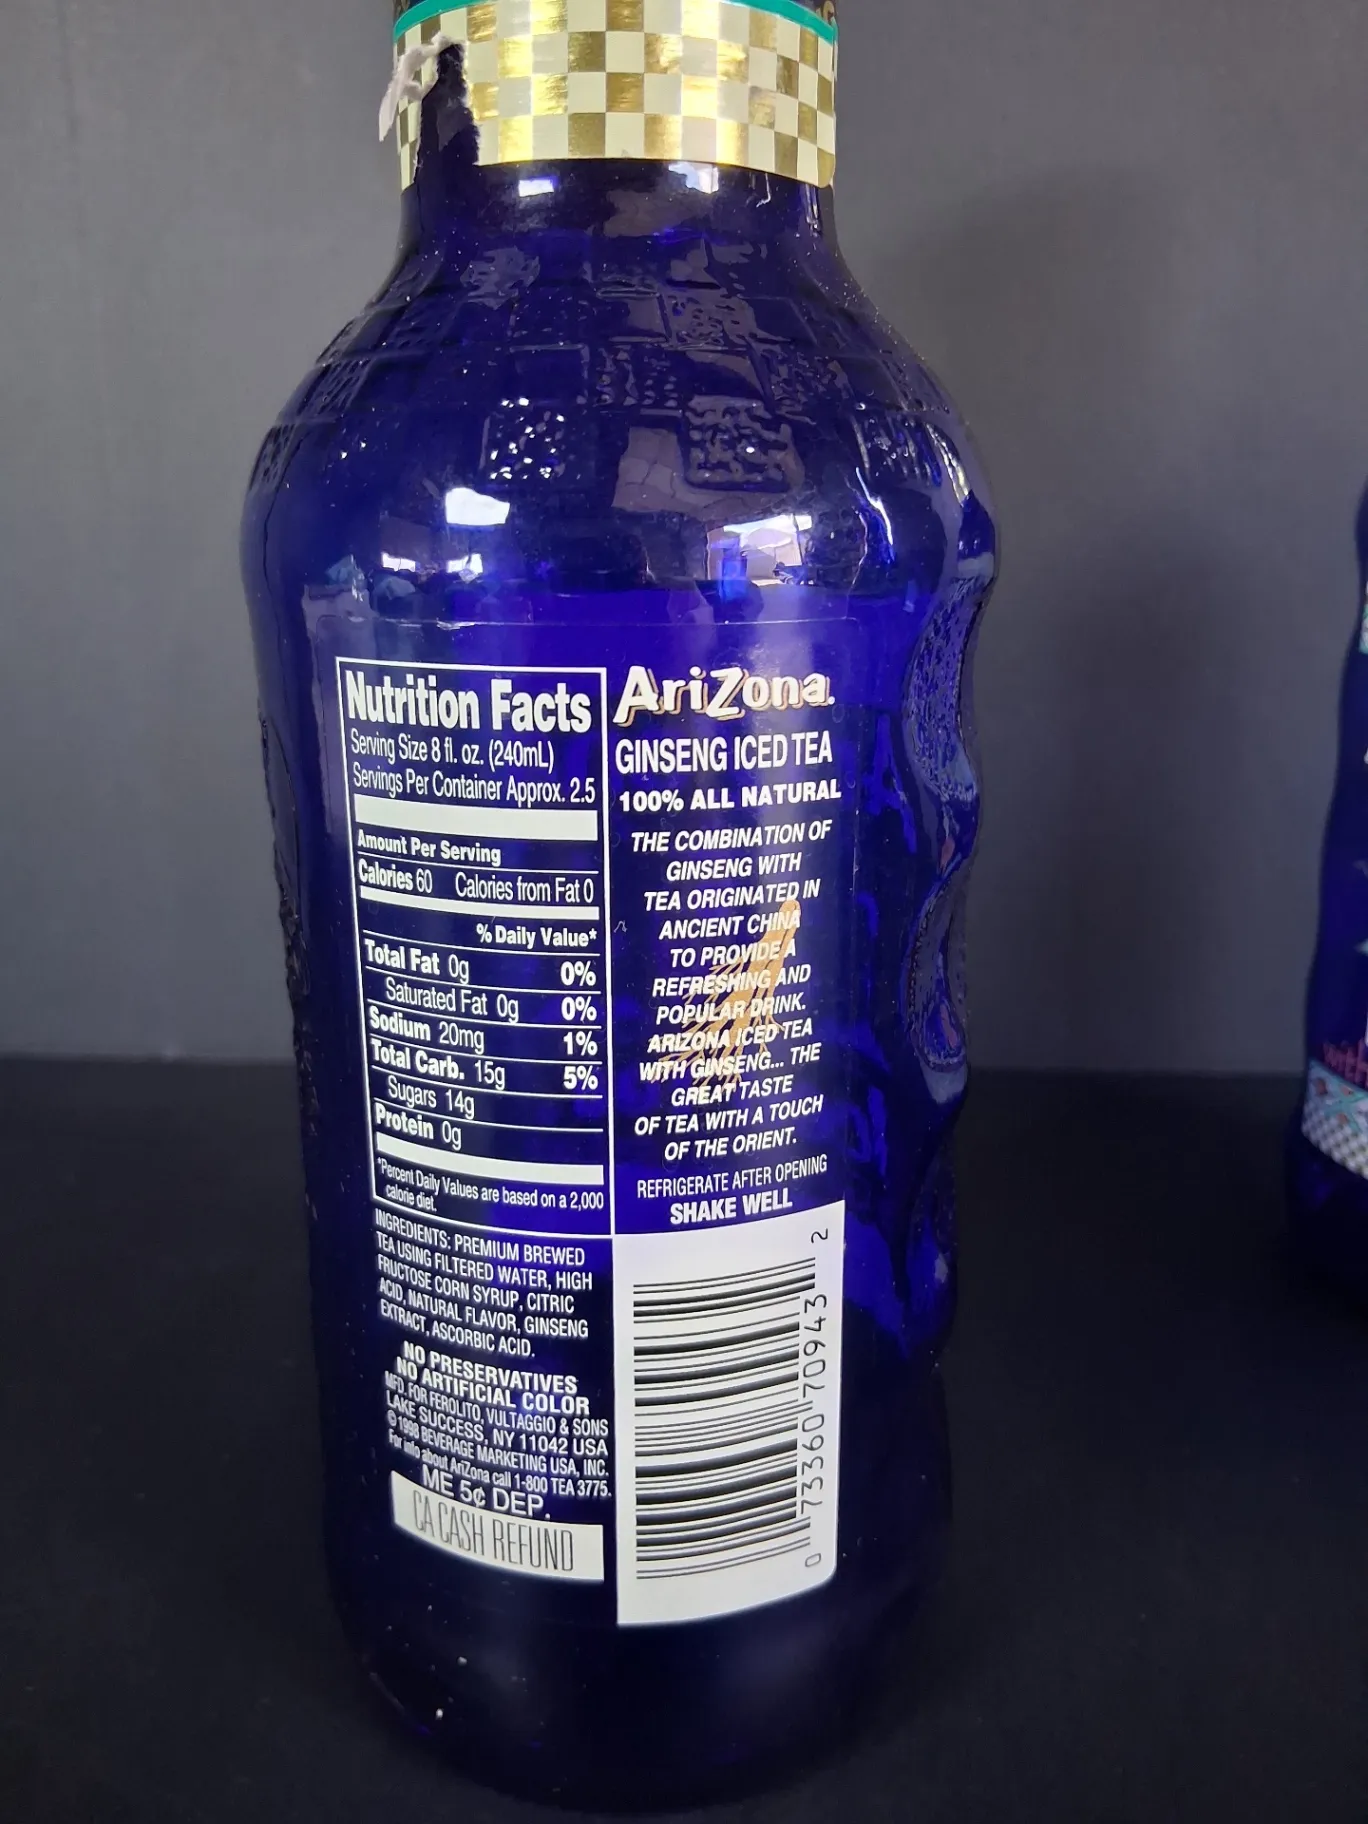 Nutrition Facts
Serving Size 8 fl. oz. (240mL)
Servings Per Container Approx. 2.5
Amount Per Serving
Calories 60 Calories from Fat 0
% Daily Value*
Total Fat 0g 0%
Saturated Fat 0g 0%
Sodium 20mg 1%
Total Carb. 15g 5%
Sugars 14g
Protein 0g
*Percent Daily Values are based on a 2,000
calorie diet.
INGREDIENTS: PREMIUM BREWED
TEA USING FILTERED WATER, HIGH
FRUCTOSE CORN SYRUP, CITRIC
ACID, NATURAL FLAVOR, GINSENG
EXTRACT, ASCORBIC ACID.
NO PRESERVATIVES
NO ARTIFICIAL COLOR
MFD. FOR FEROLITO, VULTAGGIO & SONS
LAKE SUCCESS, NY 11042 USA
© 1998 BEVERAGE MARKETING USA, INC.
For info about AriZona call 1-800 TEA 3775.
ME 5¢ DEP.
CA CASH REFUND
AriZona.
GINSENG ICED TEA
100% ALL NATURAL
THE COMBINATION OF
GINSENG WITH
TEA ORIGINATED IN
ANCIENT CHINA
TO PROVIDE A
REFRESHING AND
POPULAR DRINK.
ARIZONA ICED TEA
WITH GINSENG... THE
GREAT TASTE
OF TEA WITH A TOUCH
OF THE ORIENT.
REFRIGERATE AFTER OPENING
SHAKE WELL
0 73360 70943 2
with